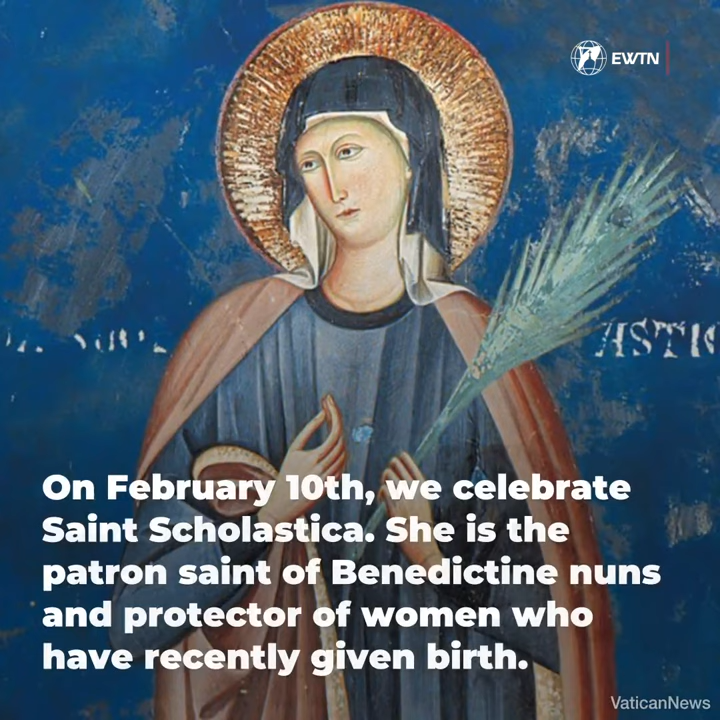 EWTN
ASTIC
On February 10th, we celebrate
Saint Scholastica. She is the
patron saint of Benedictine nuns
and protector of women who
have recently given birth.
VaticanNews